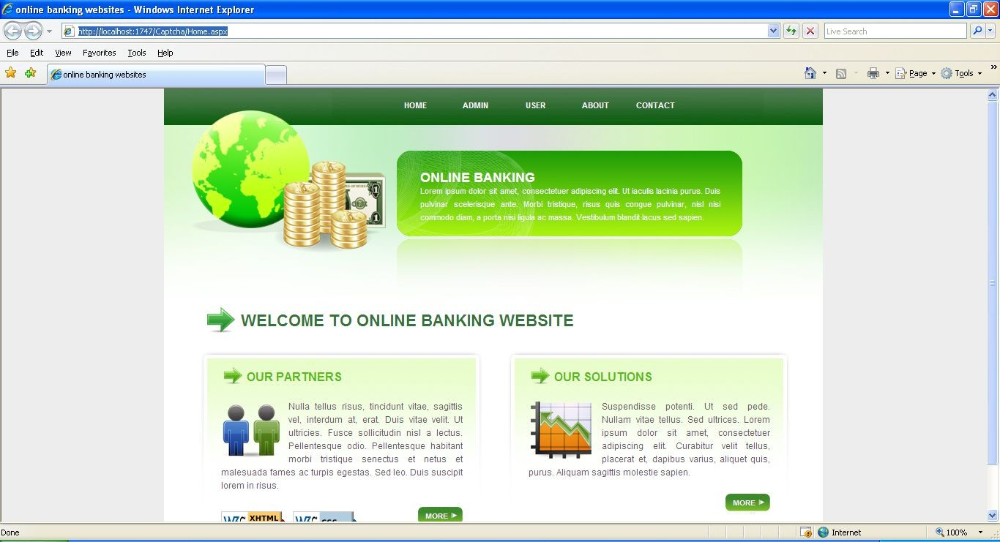 online banking websites - Windows Internet Explorer
http://localhost:1747/Captcha/Home.aspx
Live Search
File Edit View Favorites Tools Help
online banking websites
Page Tools
HOME ADMIN USER ABOUT CONTACT
ONLINE BANKING
Lorem ipsum dolor sit amet, consectetuer adipiscing elit. Ut iaculis lacinia purus. Duis
pulvinar scelerisque ante. Morbi tristique, risus quis congue pulvinar, nisl nisi
commodo diam, a porta nisi ligula ac massa. Vestibulum blandit lacus sed sapien.
WELCOME TO ONLINE BANKING WEBSITE
OUR PARTNERS
Nulla tellus risus, tincidunt vitae, sagittis
vel, interdum at, erat. Duis vitae velit. Ut
ultricies. Fusce sollicitudin nisl a lectus.
Pellentesque odio. Pellentesque habitant
morbi tristique senectus et netus et
malesuada fames ac turpis egestas. Sed leo. Duis suscipit
lorem in risus.
W3C XHTML W3C CSS
MORE
OUR SOLUTIONS
Suspendisse potenti. Ut sed pede.
Nullam vitae tellus. Sed ultrices. Lorem
ipsum dolor sit amet, consectetuer
adipiscing elit. Curabitur velit tellus,
placerat et, dapibus varius, aliquet quis,
purus. Aliquam sagittis molestie sapien.
MORE
Done
Internet
100%